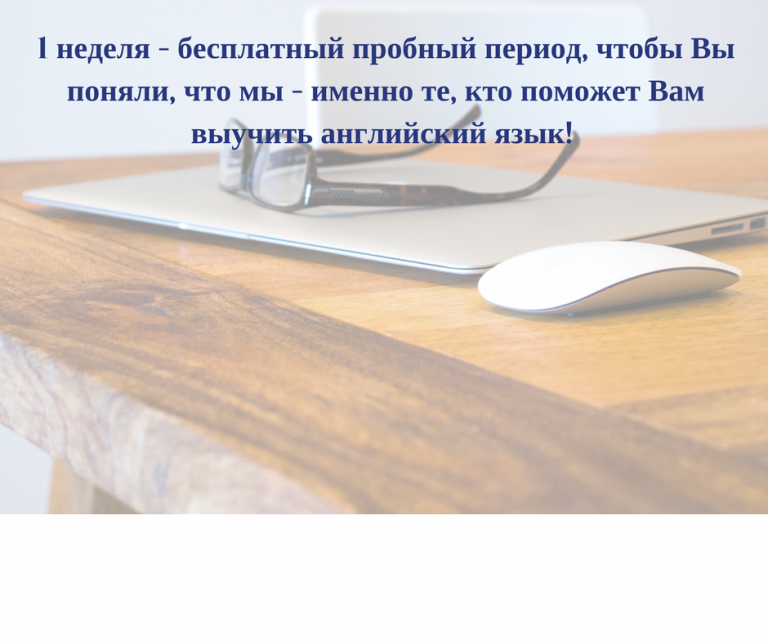 1 неделя - бесплатный пробный период, чтобы Вы
поняли, что мы - именно те, кто поможет Вам
выучить английский язык!